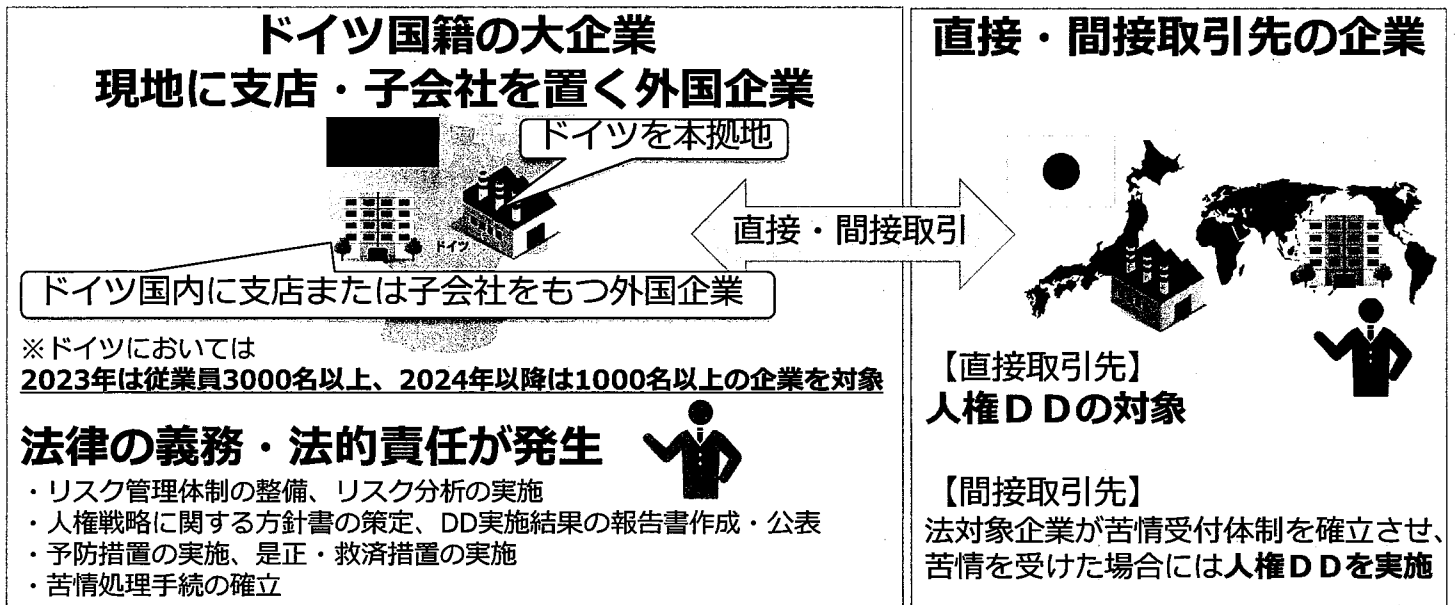 ドイツ国籍の大企業
現地に支店・子会社を置く外国企業
ドイツを本拠地
ドイツ
ドイツ国内に支店または子会社をもつ外国企業
※ドイツにおいては
2023年は従業員3000名以上、2024年以降は1000名以上の企業を対象
法律の義務・法的責任が発生
・リスク管理体制の整備、リスク分析の実施
・人権戦略に関する方針書の策定、DD実施結果の報告書作成・公表
・予防措置の実施、是正・救済措置の実施
・苦情処理手続の確立
直接・間接取引
直接・間接取引先の企業
【直接取引先】
人権ＤＤの対象
【間接取引先】
法対象企業が苦情受付体制を確立させ、
苦情を受けた場合には人権ＤＤを実施